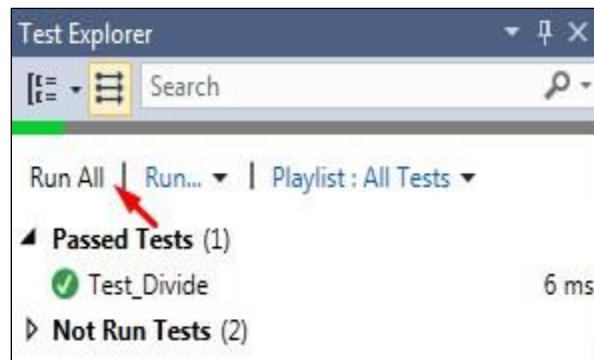 Test Explorer
Search
Run All | Run... | Playlist : All Tests
Passed Tests (1)
Test_Divide 6 ms
Not Run Tests (2)